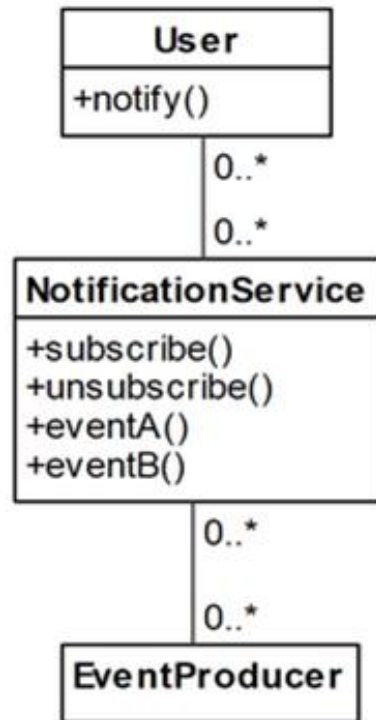 User
+notify()
0..*
0..*
NotificationService
+subscribe()
+unsubscribe()
+eventA()
+eventB()
0..*
0..*
EventProducer